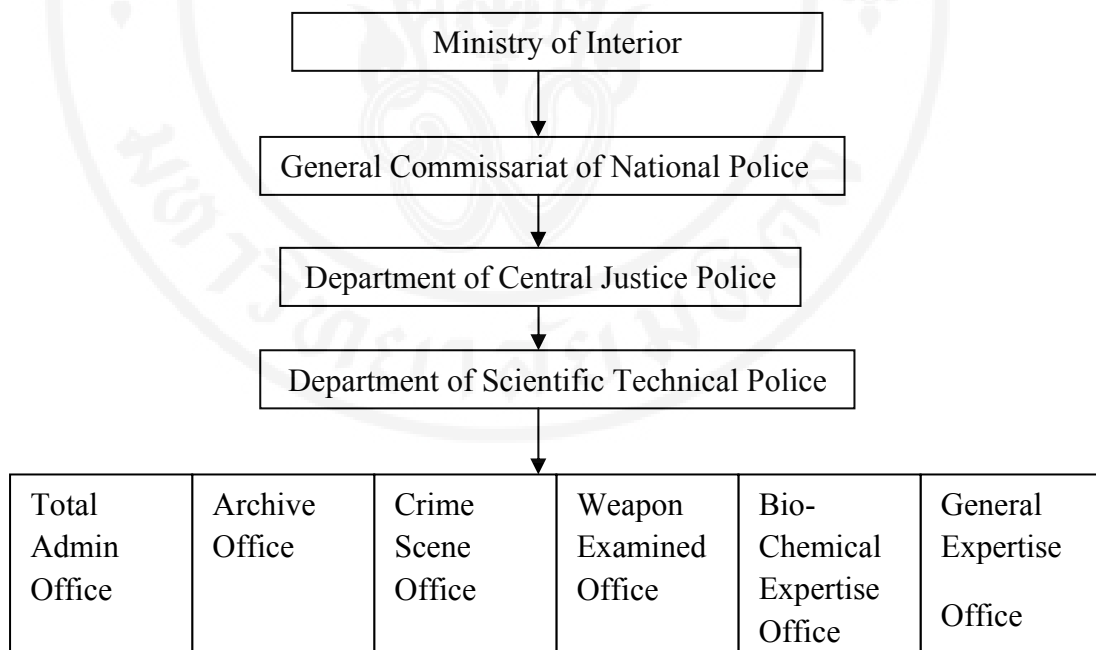 Ministry of Interior
General Commissariat of National Police
Department of Central Justice Police
Department of Scientific Technical Police
Total
Admin
Office
Archive
Office
Crime
Scene
Office
Weapon
Examined
Office
Bio-
Chemical
Expertise
Office
General
Expertise
Office